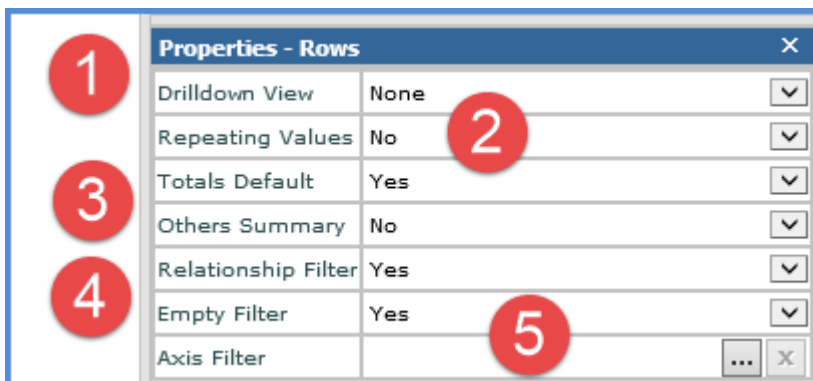 Properties - Rows ×
1
Drilldown View None
Repeating Values No
2
3
Totals Default Yes
Others Summary No
4
Relationship Filter Yes
Empty Filter Yes
5
Axis Filter ... x